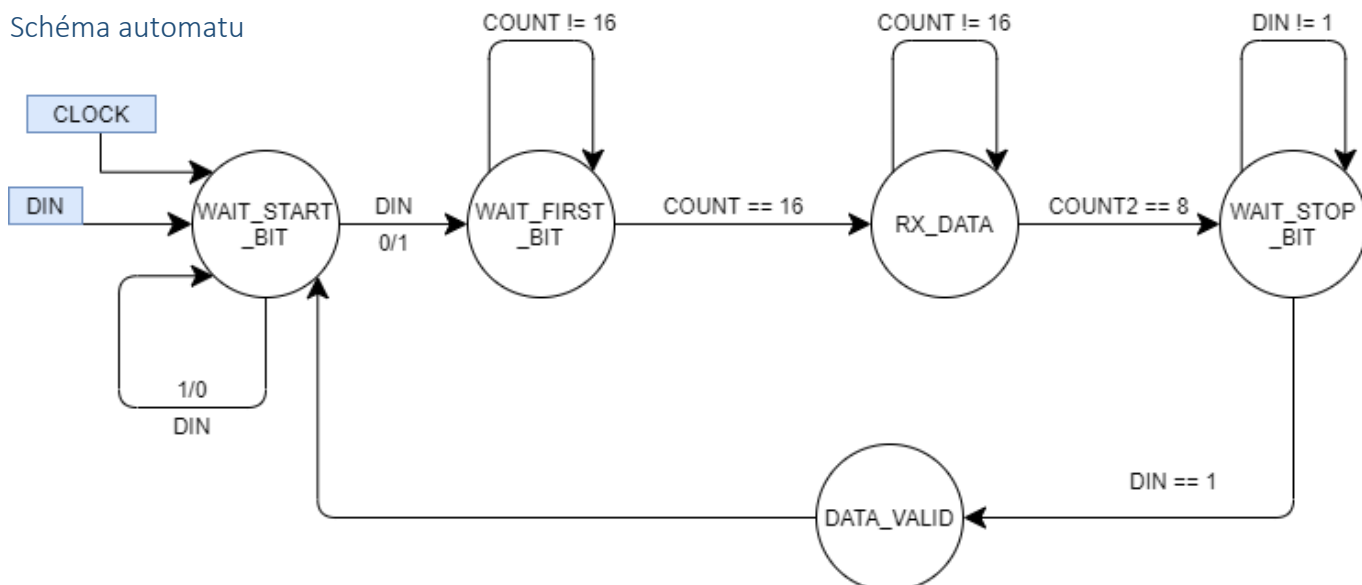 Schéma automatu
COUNT != 16
COUNT != 16
DIN != 1
CLOCK
DIN
WAIT_START
_BIT
DIN
0/1
WAIT_FIRST
_BIT
COUNT == 16
RX_DATA
COUNT2 == 8
WAIT_STOP
_BIT
1/0
DIN
DIN == 1
DATA_VALID